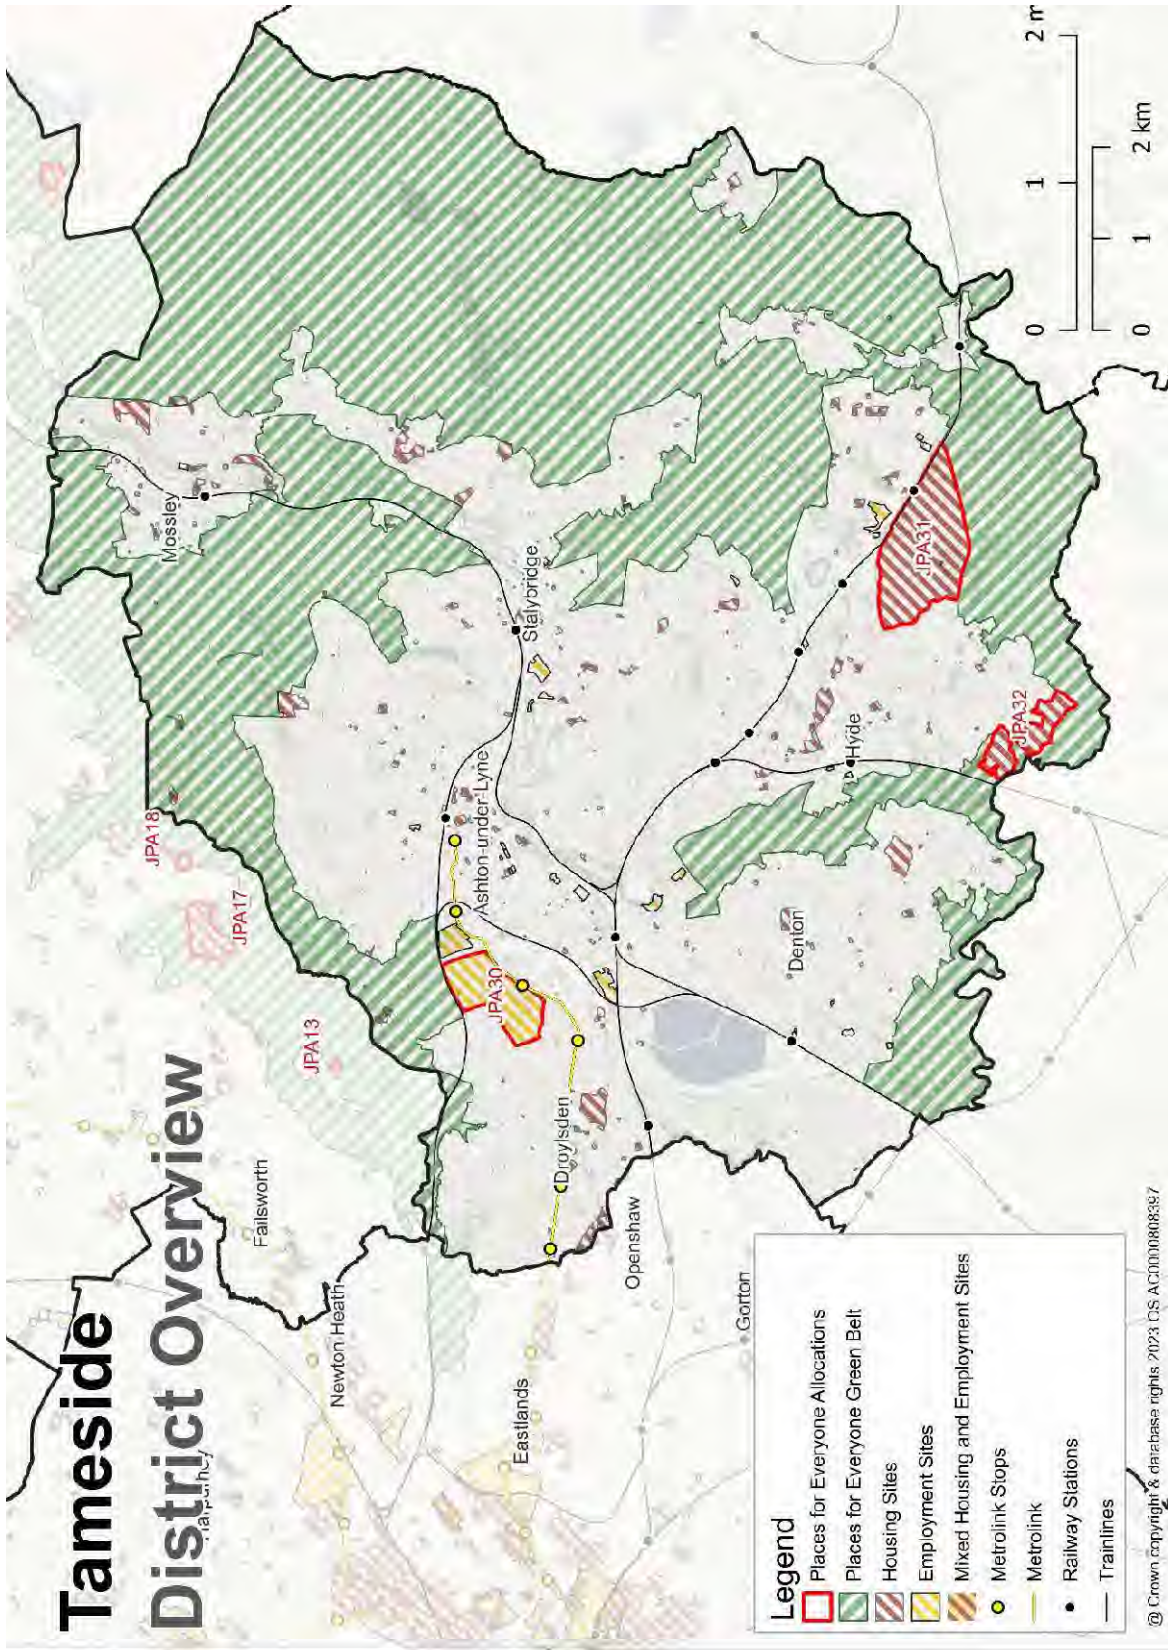 Tameside
District Overview
Failsworth
Newton Heath
Eastlands
Openshaw
Gorton
Droylsden
Denton
Ashton-under-Lyne
Stalybridge
Mossley
Hyde
JPA13
JPA17
JPA18
JPA30
JPA31
JPA32
Legend
Places for Everyone Allocations
Places for Everyone Green Belt
Housing Sites
Employment Sites
Mixed Housing and Employment Sites
Metrolink Stops
Metrolink
Railway Stations
Trainlines
0 1 2 m
0 1 2 km
@ Crown copyright & database rights 2023 OS AC0000808397